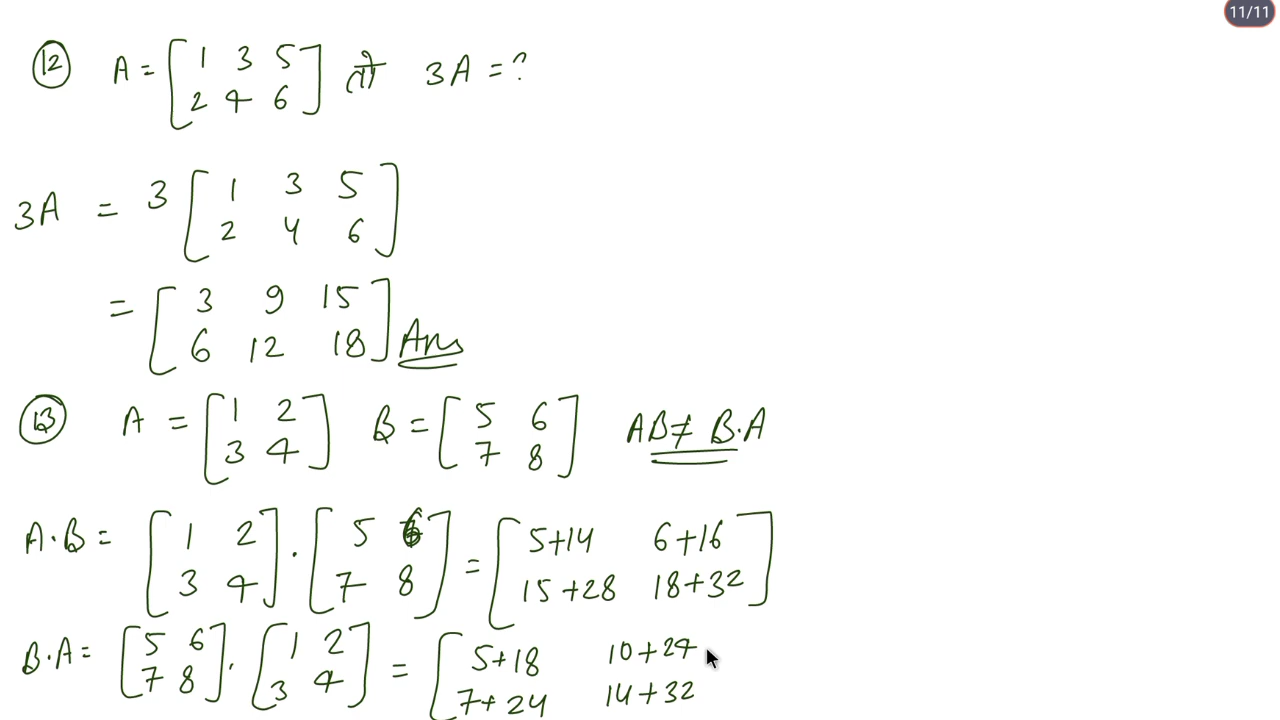 11/11
12 A = [ 1 3 5 ] तो 3A = ?
[ 2 4 6 ]
3A = 3 [ 1 3 5 ]
[ 2 4 6 ]
= [ 3 9 15 ]
[ 6 12 18 ] Ans
13 A = [ 1 2 ] B = [ 5 6 ] AB ≠ B.A
[ 3 4 ] [ 7 8 ]
A.B = [ 1 2 ] . [ 5 6 ] = [ 5+14 6+16 ]
[ 3 4 ] [ 7 8 ] [ 15+28 18+32 ]
B.A = [ 5 6 ] . [ 1 2 ] = [ 5+18 10+24
[ 7 8 ] [ 3 4 ] [ 7+24 14+32